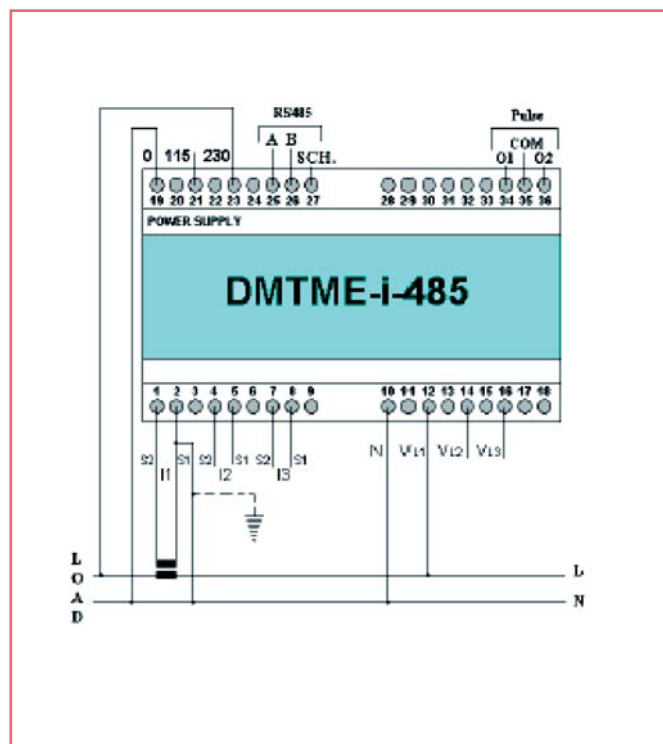 RS485 Pulse
A B COM
0 115 230 SCH. O1 O2
19 20 21 22 23 24 25 26 27 28 29 30 31 32 33 34 35 36
POWER SUPPLY
DMTME-i-485
1 2 3 4 5 6 7 8 9 10 11 12 13 14 15 16 17 18
S2 S1 S2 S1 S2 S1 N VL1 VL2 VL3
I1 I2 I3
LOAD
L
N